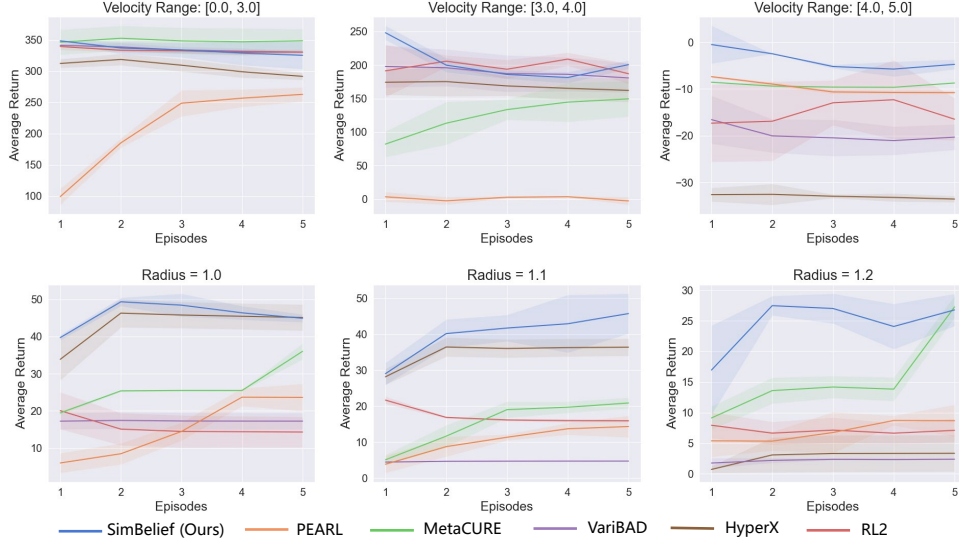 Velocity Range: [0.0, 3.0]
Velocity Range: [3.0, 4.0]
Velocity Range: [4.0, 5.0]
Average Return
350
300
250
200
150
100
1 2 3 4 5
Episodes
Average Return
250
200
150
100
50
0
1 2 3 4 5
Episodes
Average Return
0
−10
−20
−30
1 2 3 4 5
Episodes
Radius = 1.0
Radius = 1.1
Radius = 1.2
Average Return
50
40
30
20
10
1 2 3 4 5
Episodes
Average Return
50
40
30
20
10
0
1 2 3 4 5
Episodes
Average Return
30
25
20
15
10
5
0
1 2 3 4 5
Episodes
SimBelief (Ours) PEARL MetaCURE VariBAD HyperX RL2